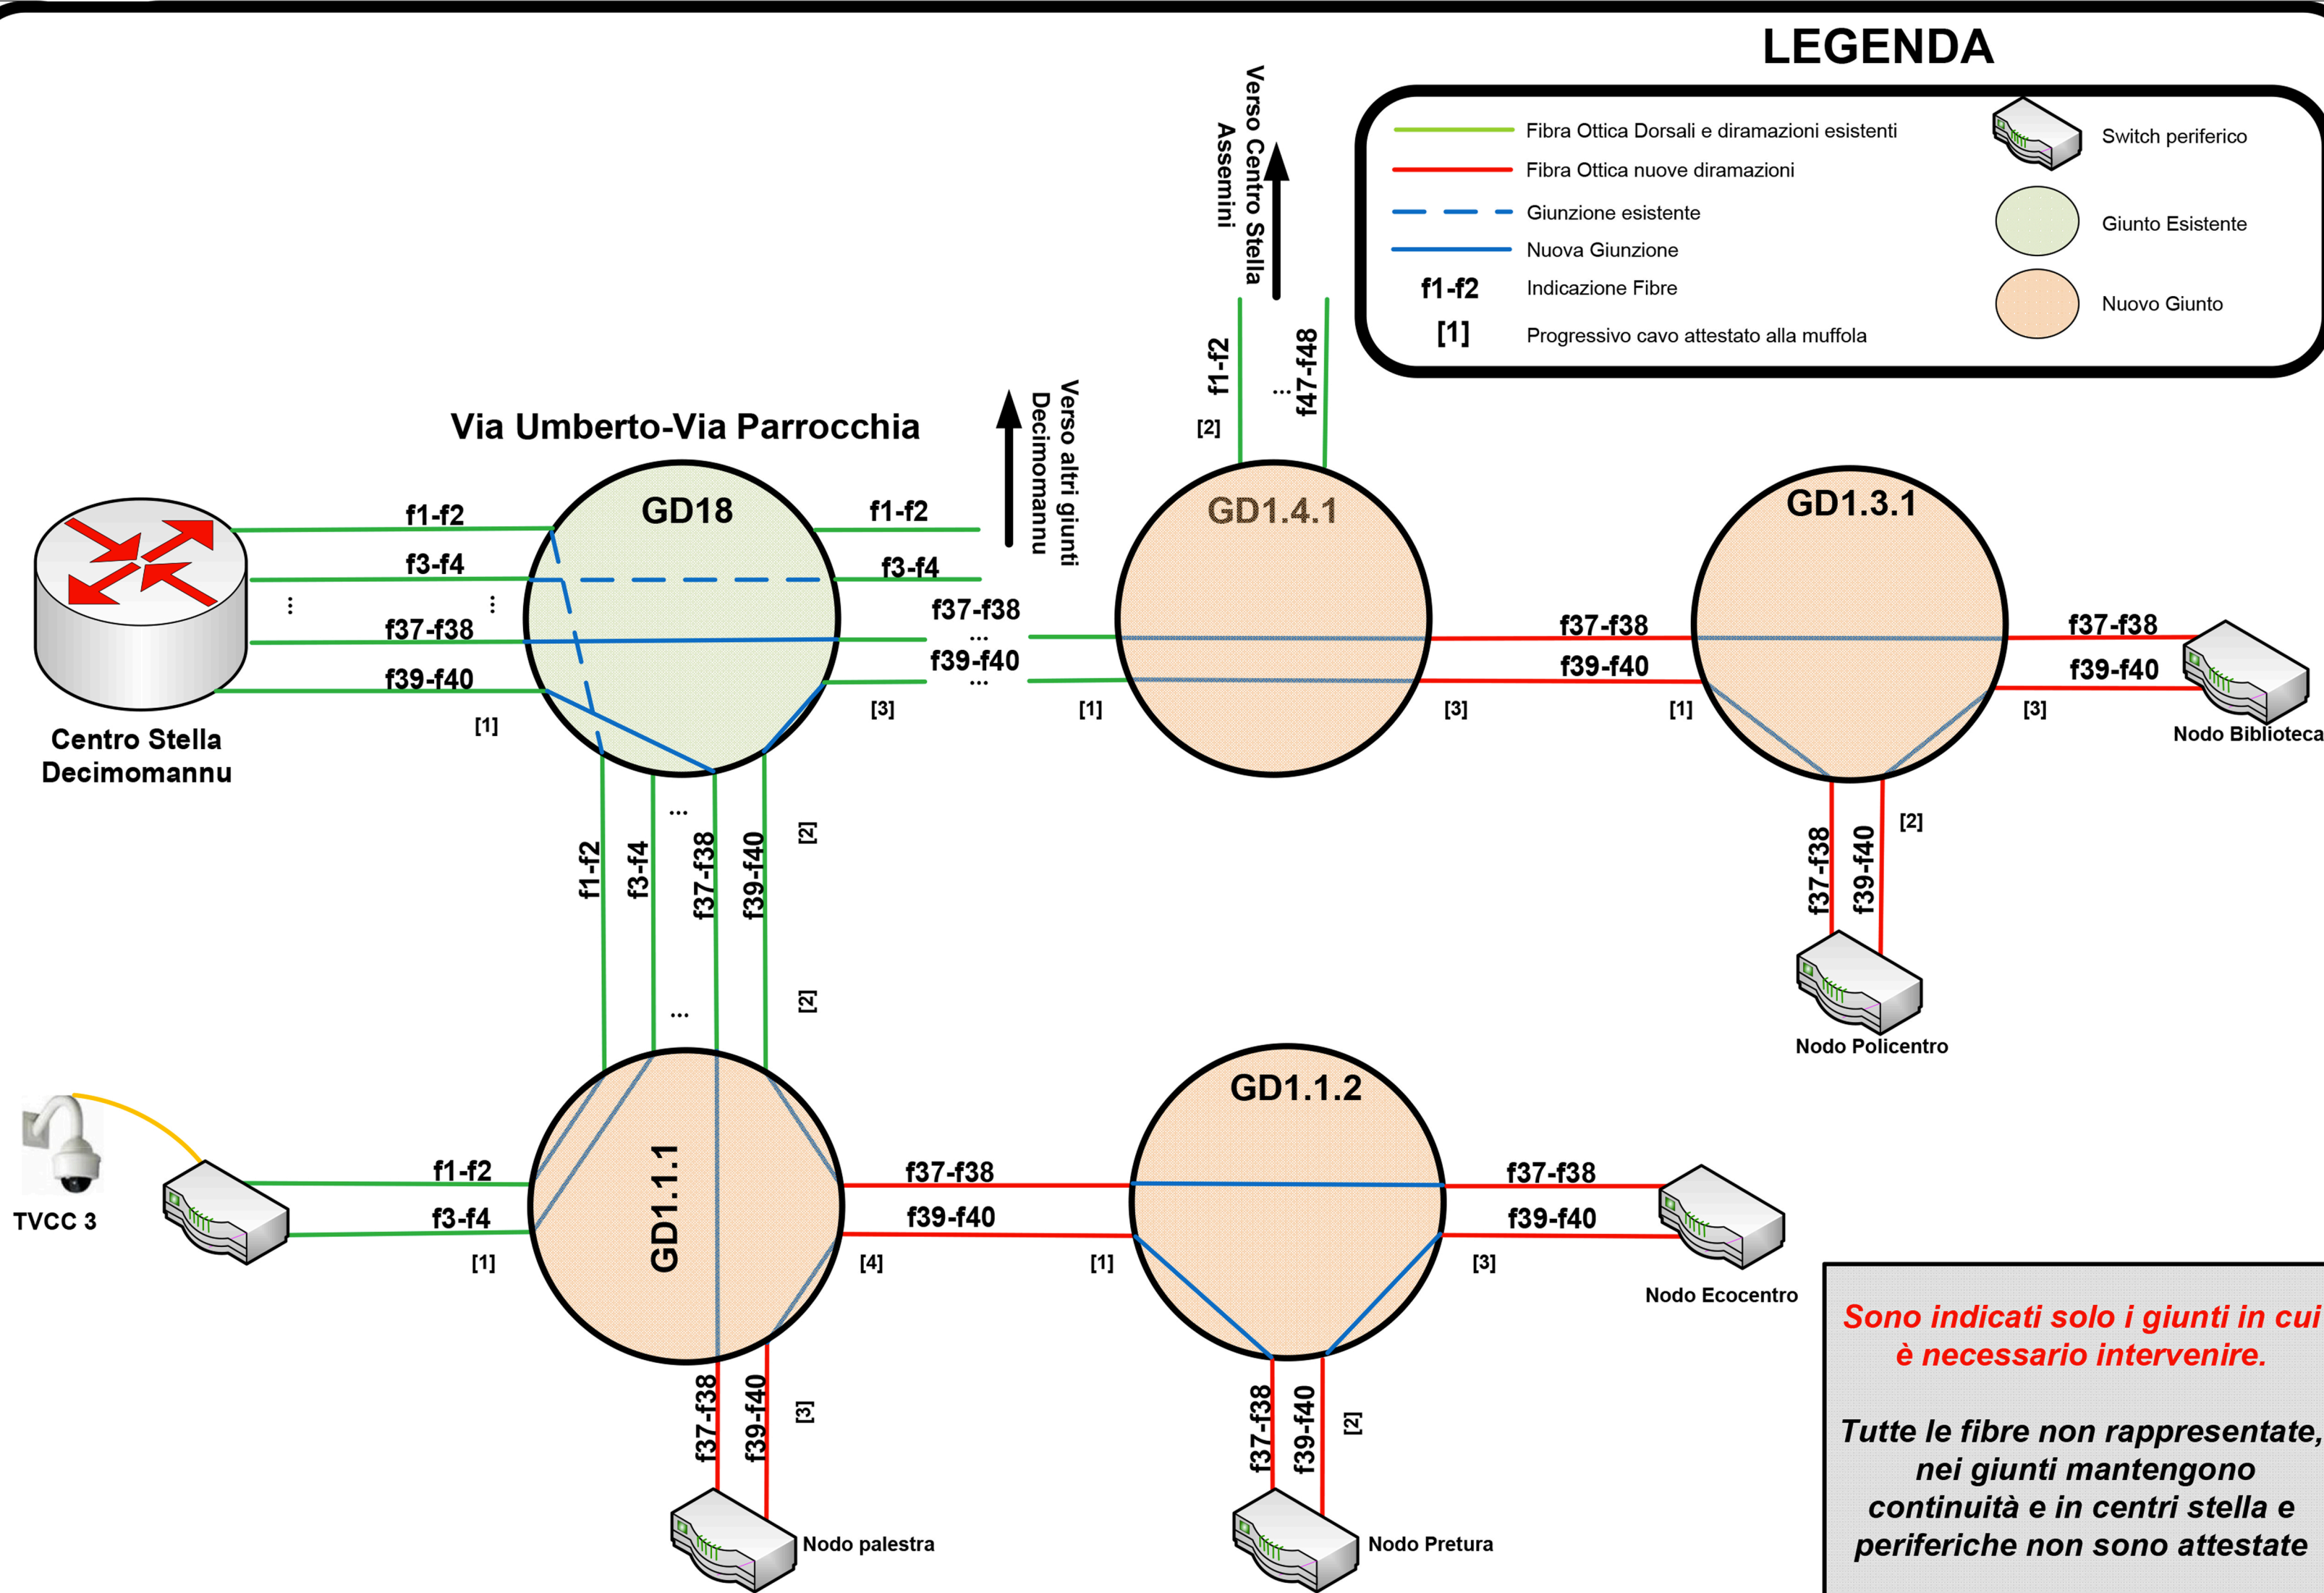 LEGENDA
Fibra Ottica Dorsali e diramazioni esistenti
Fibra Ottica nuove diramazioni
Giunzione esistente
Nuova Giunzione
f1-f2
Indicazione Fibre
[1]
Progressivo cavo attestato alla muffola
Switch periferico
Giunto Esistente
Nuovo Giunto
Verso Centro Stella
Assemini
f1-f2
...
f47-f48
[2]
Verso altri giunti
Decimomannu
Via Umberto-Via Parrocchia
Centro Stella
Decimomannu
f1-f2
f3-f4
...
...
f37-f38
f39-f40
[1]
GD18
f1-f2
f3-f4
f37-f38
...
f39-f40
...
[3]
[1]
GD1.4.1
f37-f38
f39-f40
[3]
[1]
GD1.3.1
f37-f38
f39-f40
[3]
Nodo Biblioteca
f37-f38
f39-f40
[2]
Nodo Policentro
...
f1-f2
f3-f4
f37-f38
f39-f40
[2]
[2]
...
TVCC 3
f1-f2
f3-f4
[1]
GD1.1.1
f37-f38
f39-f40
[4]
[1]
GD1.1.2
f37-f38
f39-f40
[3]
Nodo Ecocentro
f37-f38
f39-f40
[3]
Nodo palestra
f37-f38
f39-f40
[2]
Nodo Pretura
Sono indicati solo i giunti in cui
è necessario intervenire.
Tutte le fibre non rappresentate,
nei giunti mantengono
continuità e in centri stella e
periferiche non sono attestate